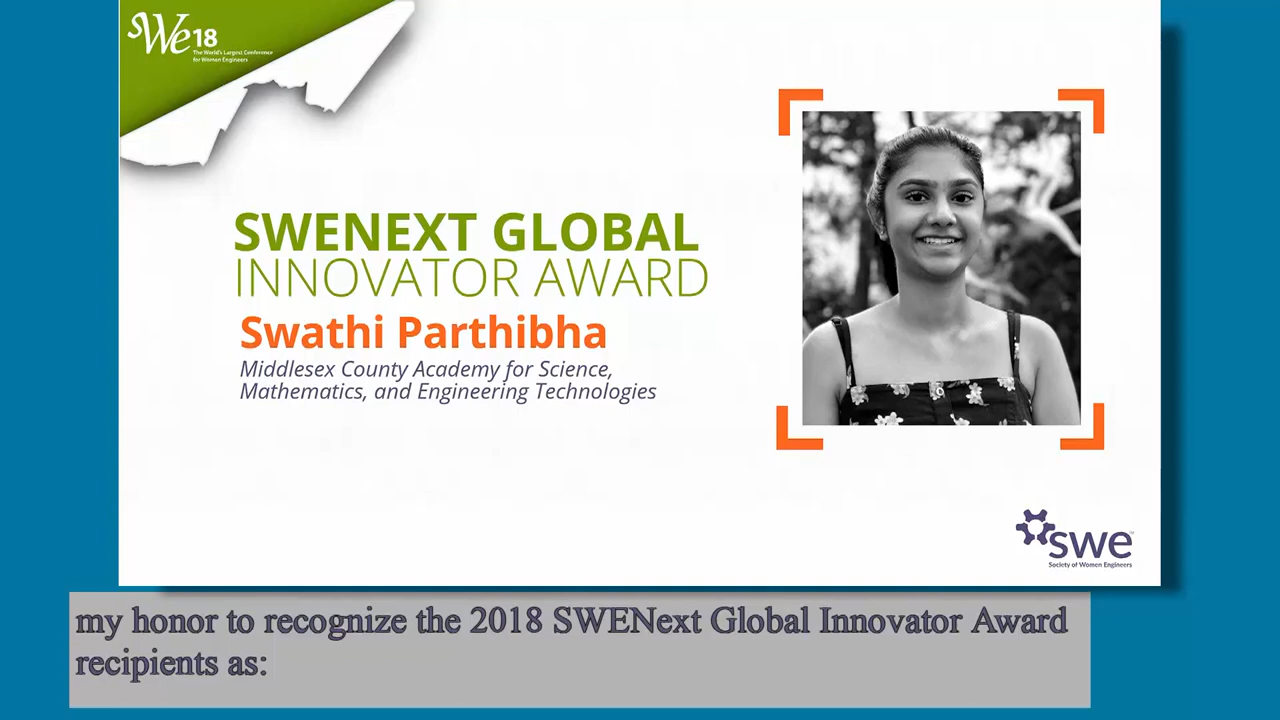 SWe18
The World's Largest Conference
for Women Engineers
SWENEXT GLOBAL
INNOVATOR AWARD
Swathi Parthibha
Middlesex County Academy for Science,
Mathematics, and Engineering Technologies
swe
Society of Women Engineers
my honor to recognize the 2018 SWENext Global Innovator Award
recipients as: